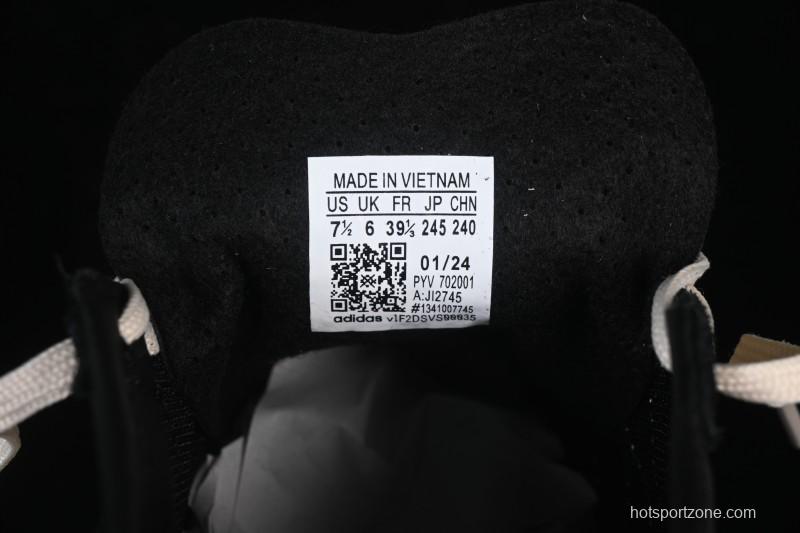 MADE IN VIETNAM
US UK FR JP CHN
7½ 6 39⅓ 245 240
01/24
PYV 702001
A:JI2745
#1341007745
adidas v1F2DSVS00035
hotsportzone.com